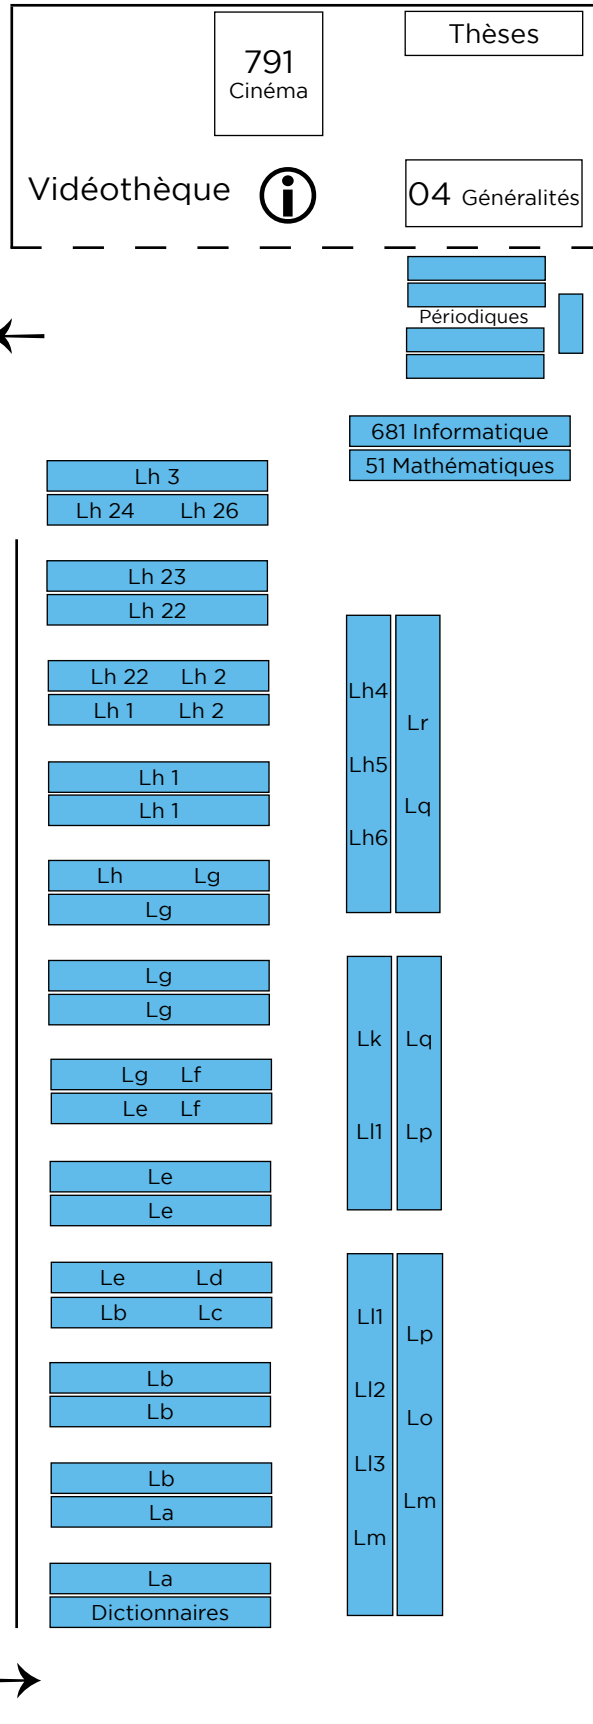 Thèses
791
Cinéma
Vidéothèque
04 Généralités
Périodiques
681 Informatique
51 Mathématiques
Lh 3
Lh 24 Lh 26
Lh 23
Lh 22
Lh 22 Lh 2
Lh 1 Lh 2
Lh 1
Lh 1
Lh Lg
Lg
Lg
Lg
Lg Lf
Le Lf
Le
Le
Le Ld
Lb Lc
Lb
Lb
Lb
La
La
Dictionnaires
Lh4
Lh5
Lh6
Lr
Lq
Lk
Ll1
Lq
Lp
Ll1
Ll2
Ll3
Lm
Lp
Lo
Lm